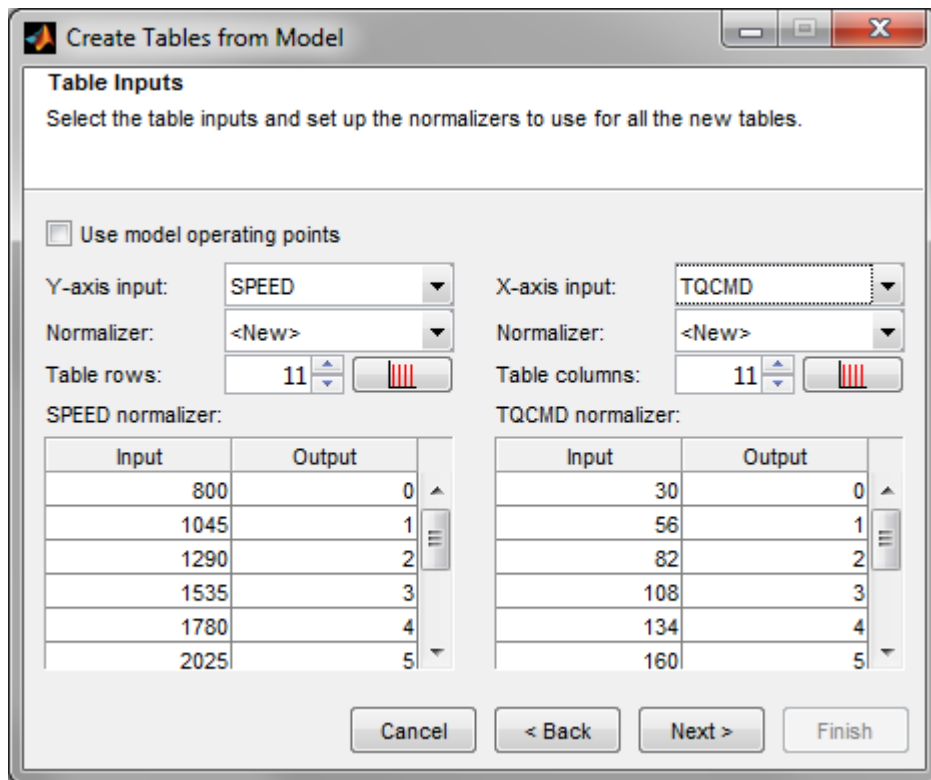 Create Tables from Model
Table Inputs
Select the table inputs and set up the normalizers to use for all the new tables.
Use model operating points
Y-axis input: SPEED X-axis input: TQCMD
Normalizer: <New> Normalizer: <New>
Table rows: 11 Table columns: 11
SPEED normalizer: TQCMD normalizer:
Input Output Input Output
800 0 30 0
1045 1 56 1
1290 2 82 2
1535 3 108 3
1780 4 134 4
2025 5 160 5
Cancel < Back Next > Finish